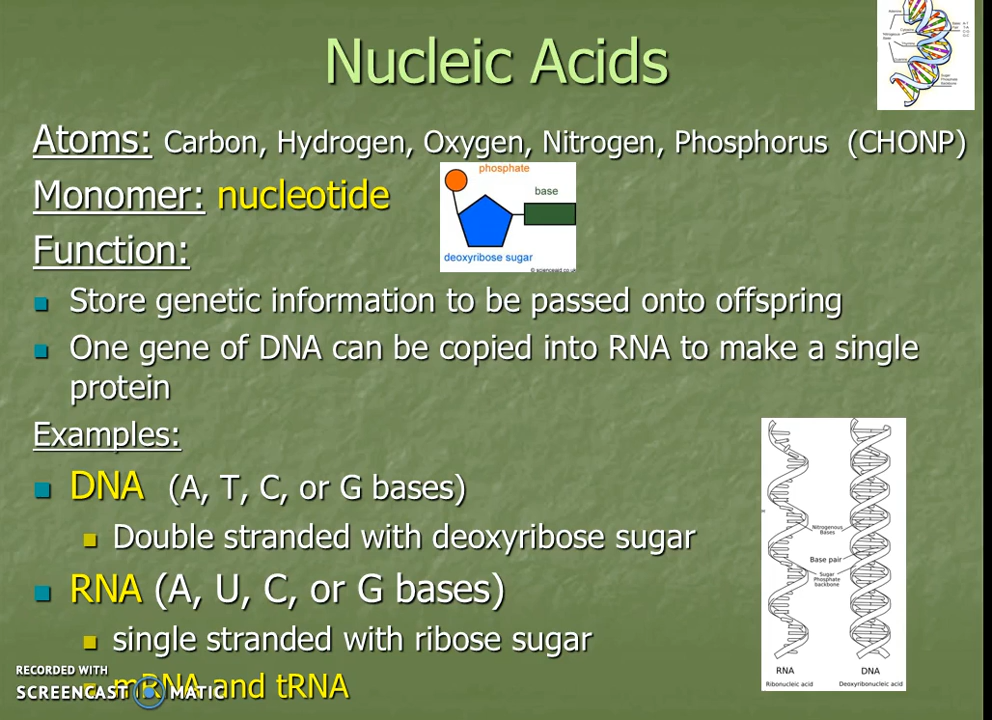 Nucleic Acids
Atoms: Carbon, Hydrogen, Oxygen, Nitrogen, Phosphorus (CHONP)
Monomer: nucleotide
phosphate
base
deoxyribose sugar
Function:
Store genetic information to be passed onto offspring
One gene of DNA can be copied into RNA to make a single
protein
Examples:
DNA (A, T, C, or G bases)
Double stranded with deoxyribose sugar
RNA (A, U, C, or G bases)
single stranded with ribose sugar
mRNA and tRNA
Nitrogenous
Bases
Base pair
Sugar
Phosphate
backbone
RNA
Ribonucleic acid
DNA
Deoxyribonucleic acid
RECORDED WITH
SCREENCAST MATIC